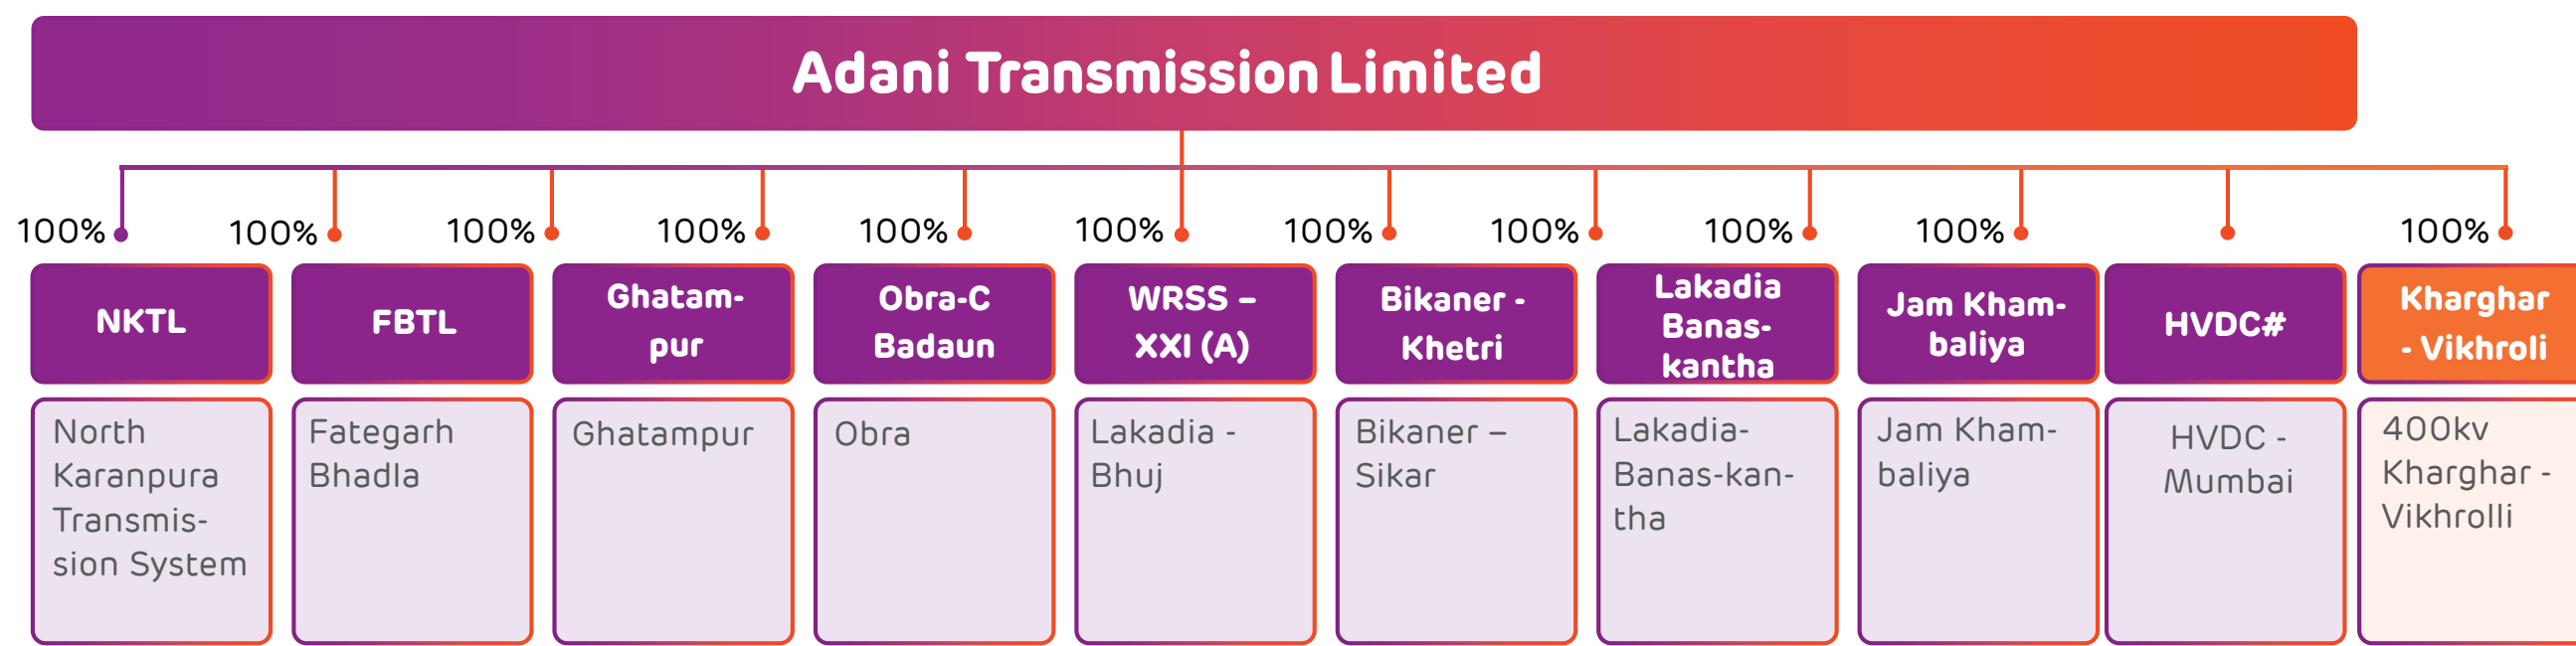 Adani Transmission Limited
100% 100% 100% 100% 100% 100% 100% 100% 100% 100% 100%
NKTL
FBTL
Ghatam-
pur
Obra-C
Badaun
WRSS –
XXI (A)
Bikaner -
Khetri
Lakadia
Banas-
kantha
Jam Kham-
baliya
HVDC#
Kharghar
- Vikhroli
North
Karanpura
Transmis-
sion System
Fategarh
Bhadla
Ghatampur
Obra
Lakadia -
Bhuj
Bikaner –
Sikar
Lakadia-
Banas-kan-
tha
Jam Kham-
baliya
HVDC -
Mumbai
400kv
Kharghar -
Vikhrolli